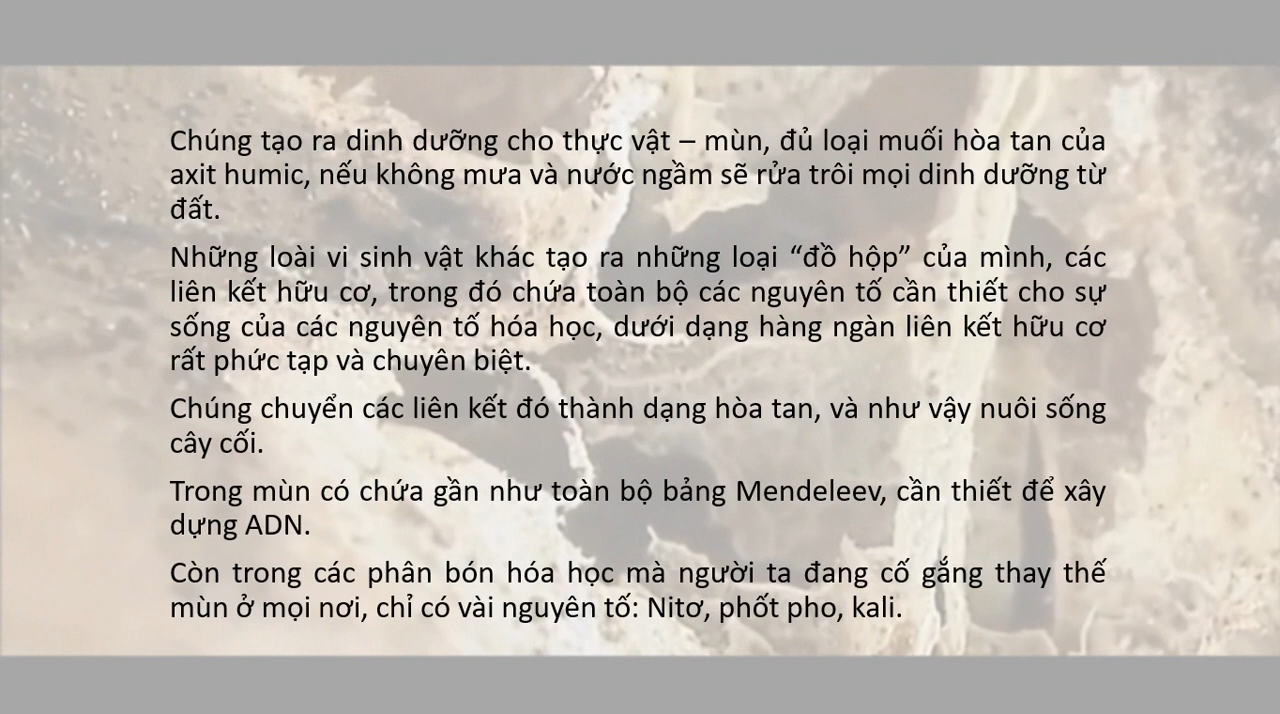 Chúng tạo ra dinh dưỡng cho thực vật – mùn, đủ loại muối hòa tan của
axit humic, nếu không mưa và nước ngầm sẽ rửa trôi mọi dinh dưỡng từ
đất.
Những loài vi sinh vật khác tạo ra những loại “đồ hộp” của mình, các
liên kết hữu cơ, trong đó chứa toàn bộ các nguyên tố cần thiết cho sự
sống của các nguyên tố hóa học, dưới dạng hàng ngàn liên kết hữu cơ
rất phức tạp và chuyên biệt.
Chúng chuyển các liên kết đó thành dạng hòa tan, và như vậy nuôi sống
cây cối.
Trong mùn có chứa gần như toàn bộ bảng Mendeleev, cần thiết để xây
dựng ADN.
Còn trong các phân bón hóa học mà người ta đang cố gắng thay thế
mùn ở mọi nơi, chỉ có vài nguyên tố: Nitơ, phốt pho, kali.